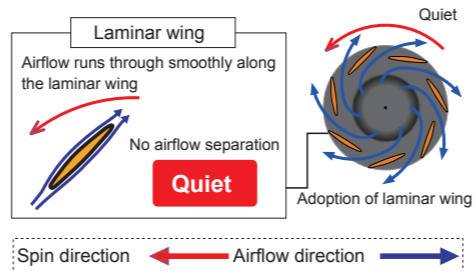 Laminar wing
Airflow runs through smoothly along
the laminar wing
No airflow separation
Quiet
Quiet
Adoption of laminar wing
Spin direction
Airflow direction